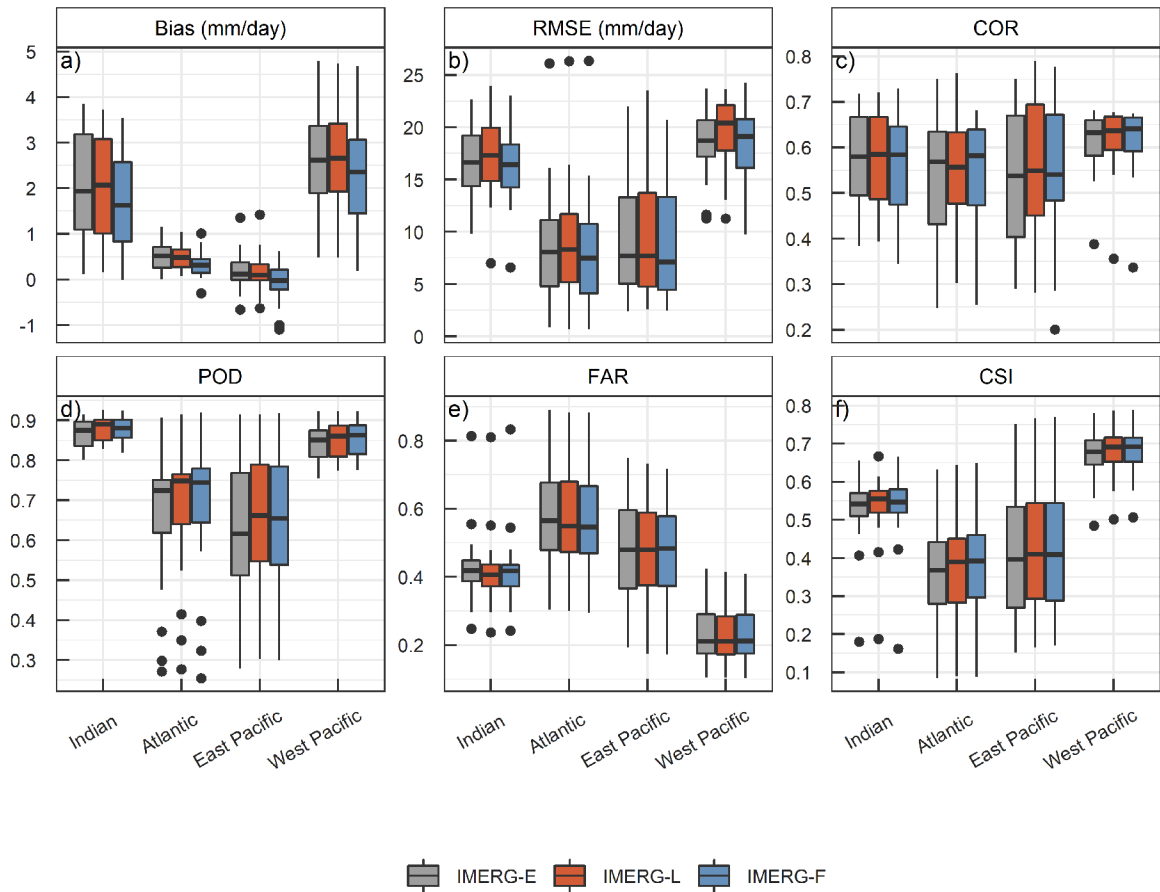 Bias (mm/day)
RMSE (mm/day)
COR
a)
5
4
3
2
1
0
-1
b)
25
20
15
10
5
0
c)
0.8
0.7
0.6
0.5
0.4
0.3
0.2
POD
FAR
CSI
d)
0.9
0.8
0.7
0.6
0.5
0.4
0.3
e)
0.8
0.6
0.4
0.2
f)
0.8
0.7
0.6
0.5
0.4
0.3
0.2
0.1
Indian
Atlantic
East Pacific
West Pacific
Indian
Atlantic
East Pacific
West Pacific
Indian
Atlantic
East Pacific
West Pacific
IMERG-E IMERG-L IMERG-F